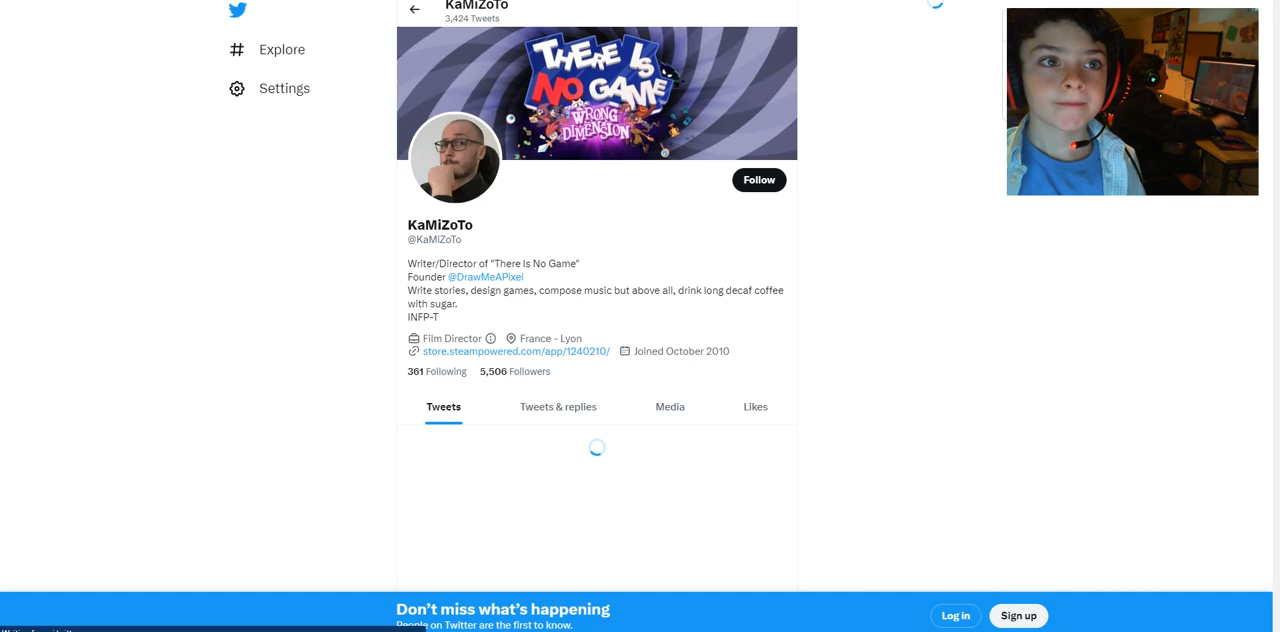 KaMiZoTo
3,424 Tweets
Explore
Settings
THERE IS
NO GAME
WRONG
DIMENSION
Follow
KaMiZoTo
@KaMiZoTo
Writer/Director of "There Is No Game"
Founder @DrawMeAPixel
Write stories, design games, compose music but above all, drink long decaf coffee
with sugar.
INFP-T
Film Director France - Lyon
store.steampowered.com/app/1240210/ Joined October 2010
361 Following 5,506 Followers
Tweets Tweets & replies Media Likes
Don't miss what's happening
People on Twitter are the first to know.
Log in Sign up